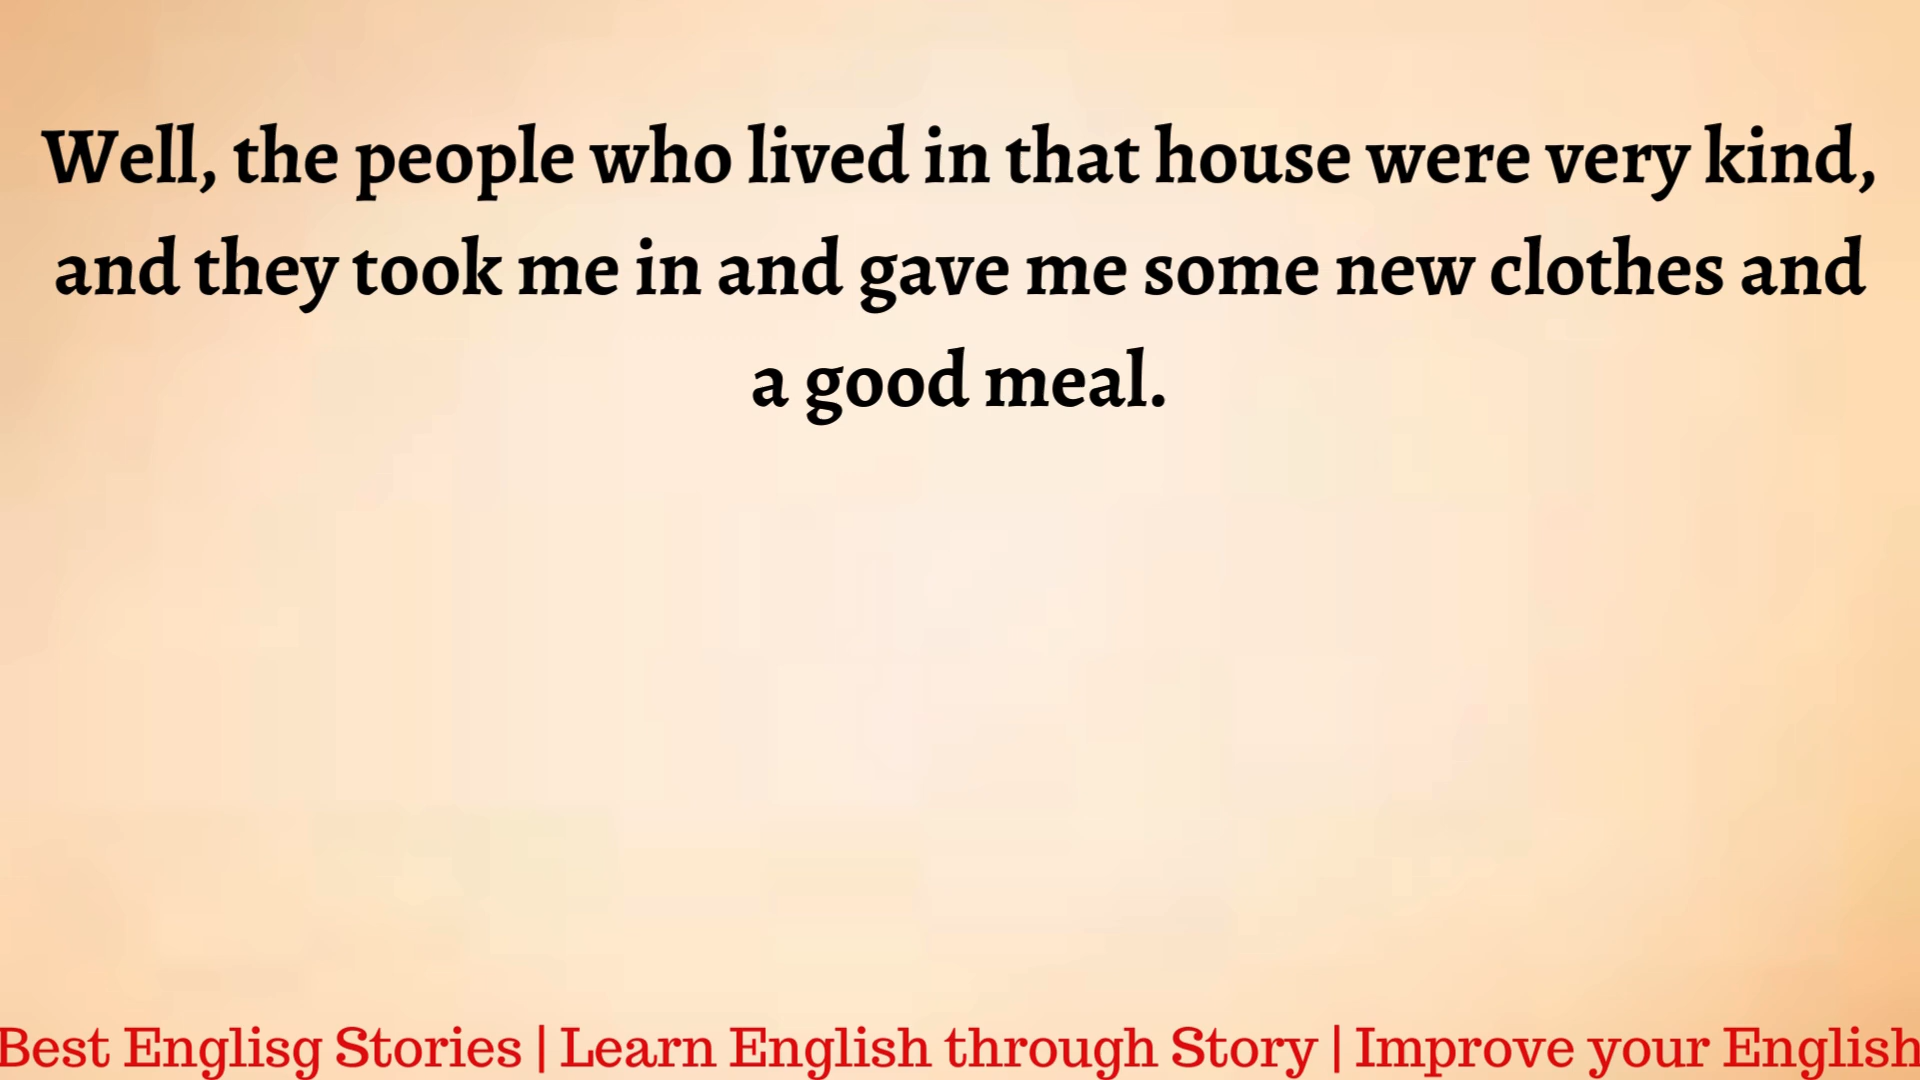 Well, the people who lived in that house were very kind,
and they took me in and gave me some new clothes and
a good meal.
Best Englisg Stories | Learn English through Story | Improve your English